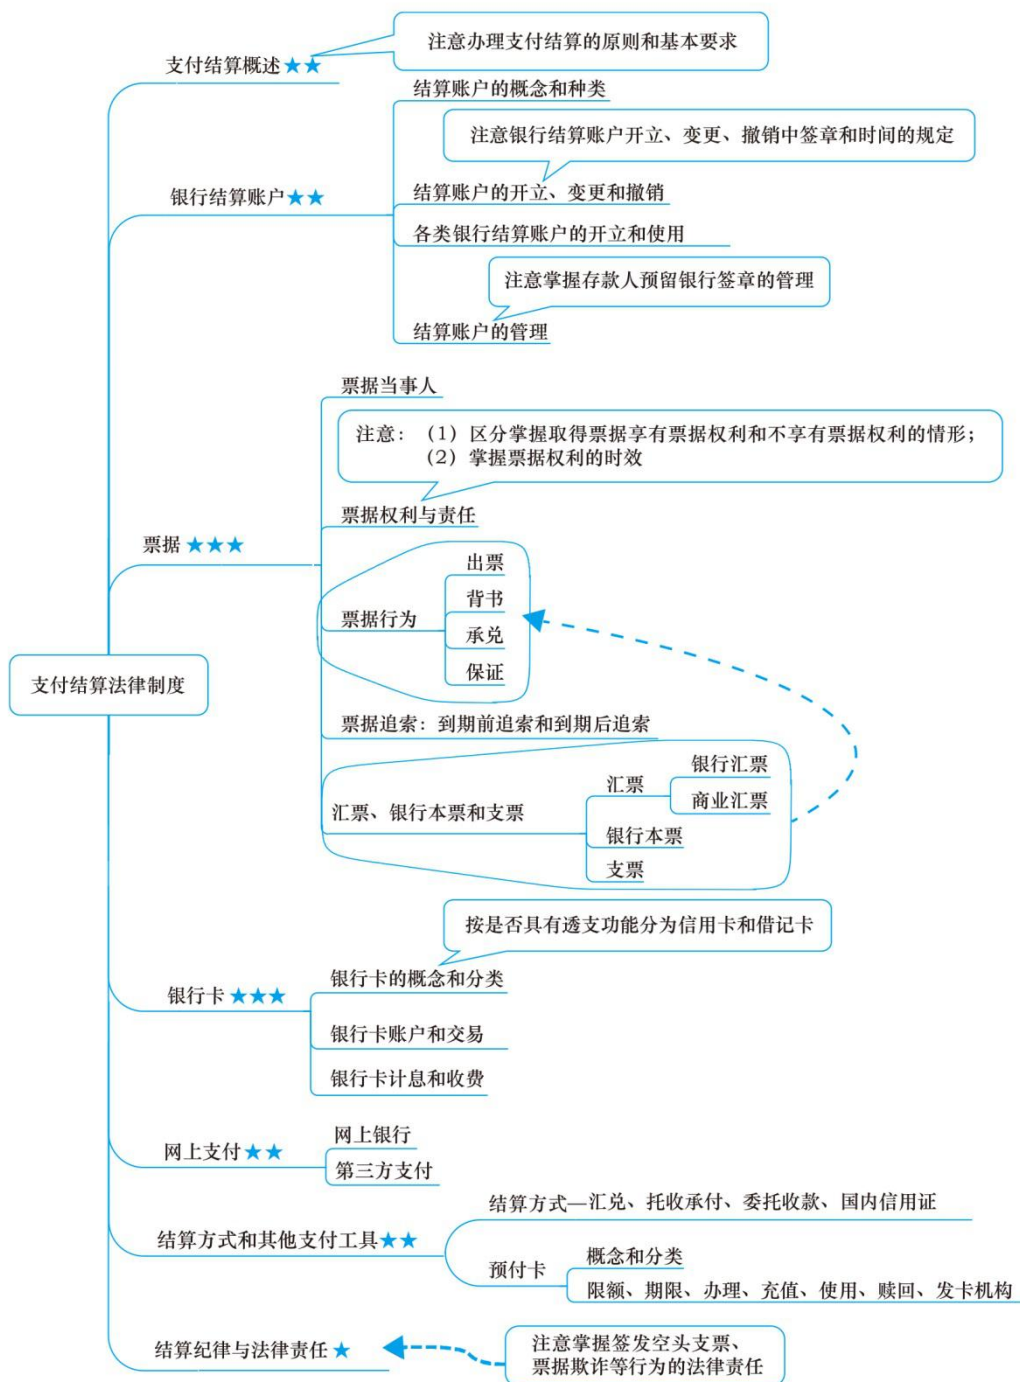 注意办理支付结算的原则和基本要求
支付结算概述★★
结算账户的概念和种类
注意银行结算账户开立、变更、撤销中签章和时间的规定
银行结算账户★★
结算账户的开立、变更和撤销
各类银行结算账户的开立和使用
注意掌握存款人预留银行签章的管理
结算账户的管理
票据当事人
注意：（1）区分掌握取得票据享有票据权利和不享有票据权利的情形；
（2）掌握票据权利的时效
票据权利与责任
票据★★★
出票
背书
票据行为
承兑
保证
支付结算法律制度
票据追索：到期前追索和到期后追索
银行汇票
汇票
商业汇票
汇票、银行本票和支票
银行本票
支票
按是否具有透支功能分为信用卡和借记卡
银行卡的概念和分类
银行卡★★★
银行卡账户和交易
银行卡计息和收费
网上银行
网上支付★★
第三方支付
结算方式—汇兑、托收承付、委托收款、国内信用证
结算方式和其他支付工具★★
概念和分类
预付卡
限额、期限、办理、充值、使用、赎回、发卡机构
结算纪律与法律责任★
注意掌握签发空头支票、
票据欺诈等行为的法律责任